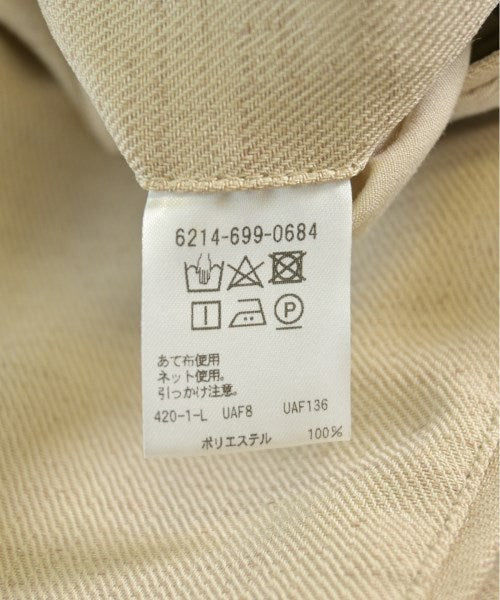 6214-699-0684
P
あて布使用
ネット使用。
引っかけ注意。
420-1-L UAF8 UAF136
ポリエステル 100%